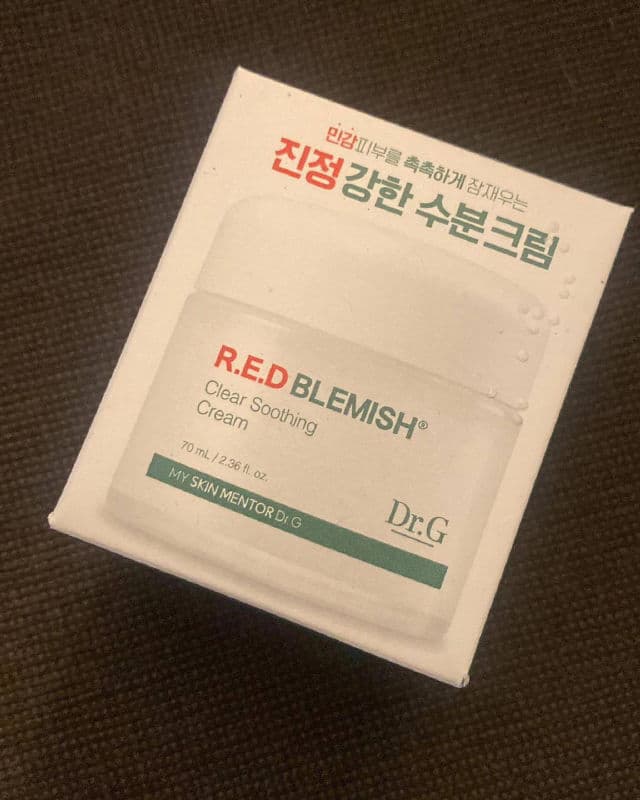 민감피부를 촉촉하게 잠재우는
진정 강한 수분크림
R.E.D BLEMISH®
Clear Soothing
Cream
70 mL / 2.36 fl. oz.
MY SKIN MENTOR Dr.G
Dr.G